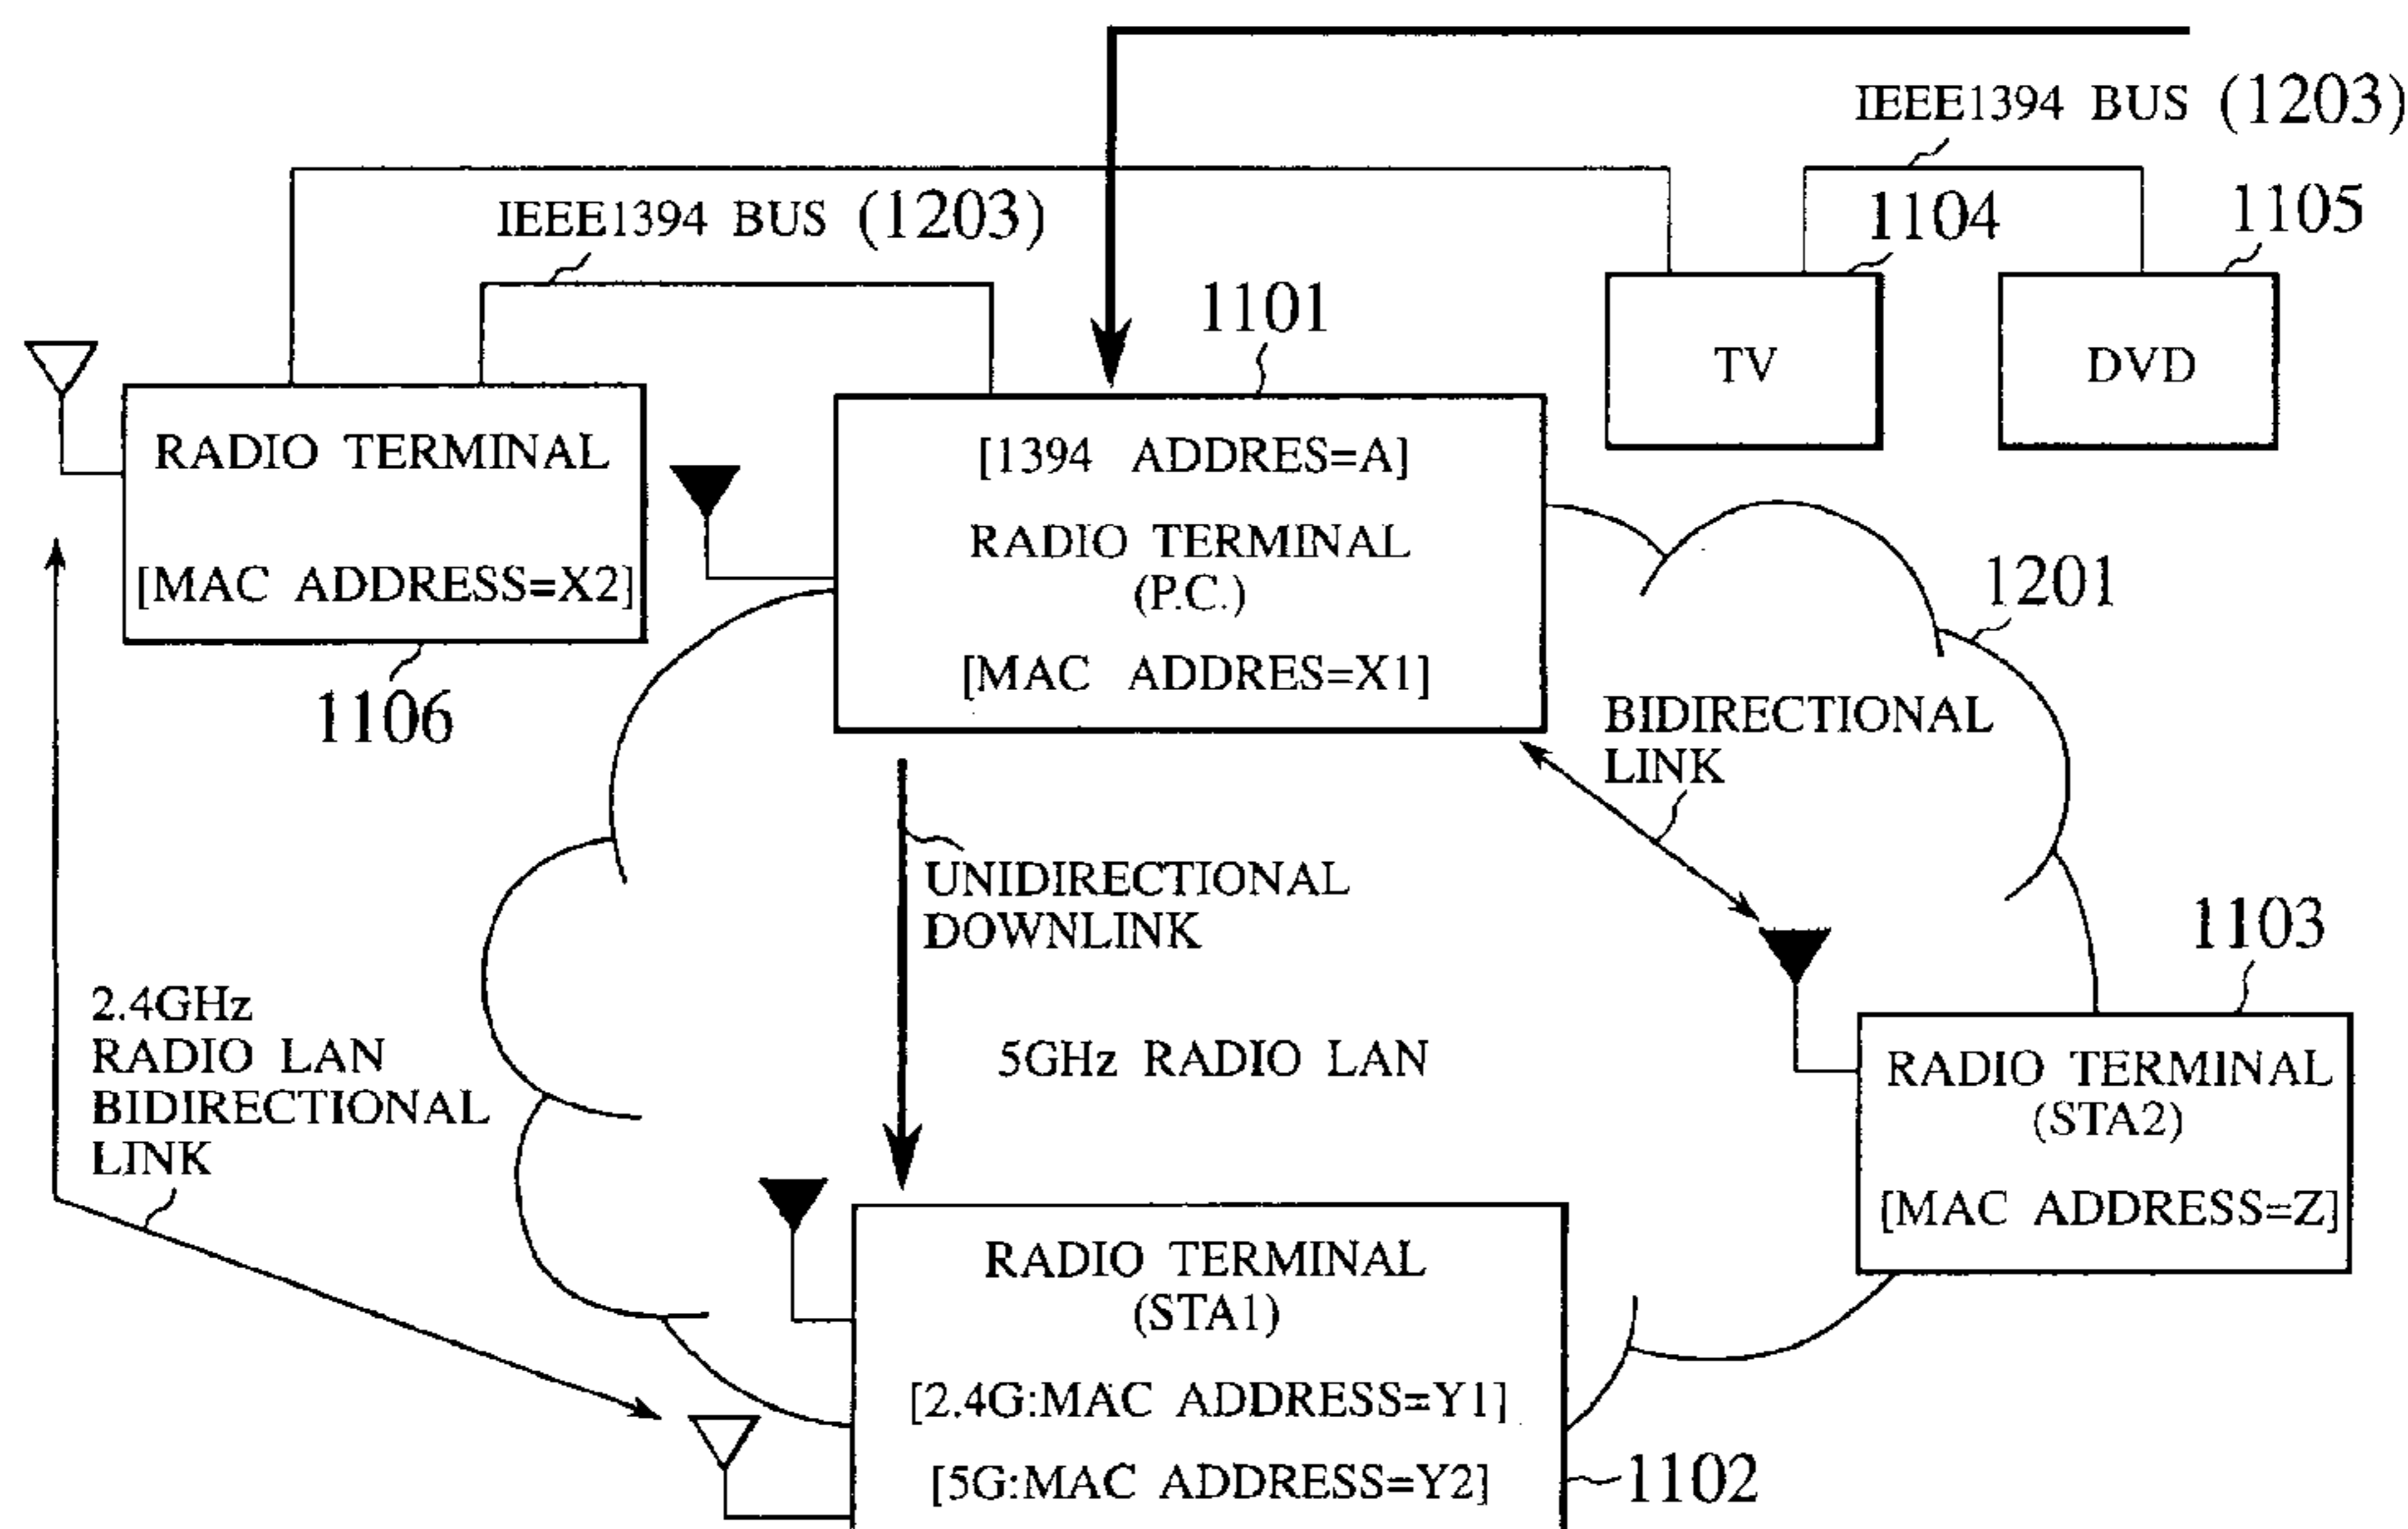 IEEE1394 BUS (1203)
IEEE1394 BUS (1203)
1104
1105
1101
TV
DVD
RADIO TERMINAL
[MAC ADDRESS=X2]
1106
[1394 ADDRES=A]
RADIO TERMINAL
(P.C.)
[MAC ADDRES=X1]
1201
BIDIRECTIONAL
LINK
UNIDIRECTIONAL
DOWNLINK
1103
2.4GHz
RADIO LAN
BIDIRECTIONAL
LINK
5GHz RADIO LAN
RADIO TERMINAL
(STA2)
[MAC ADDRESS=Z]
RADIO TERMINAL
(STA1)
[2.4G:MAC ADDRESS=Y1]
[5G:MAC ADDRESS=Y2]
1102